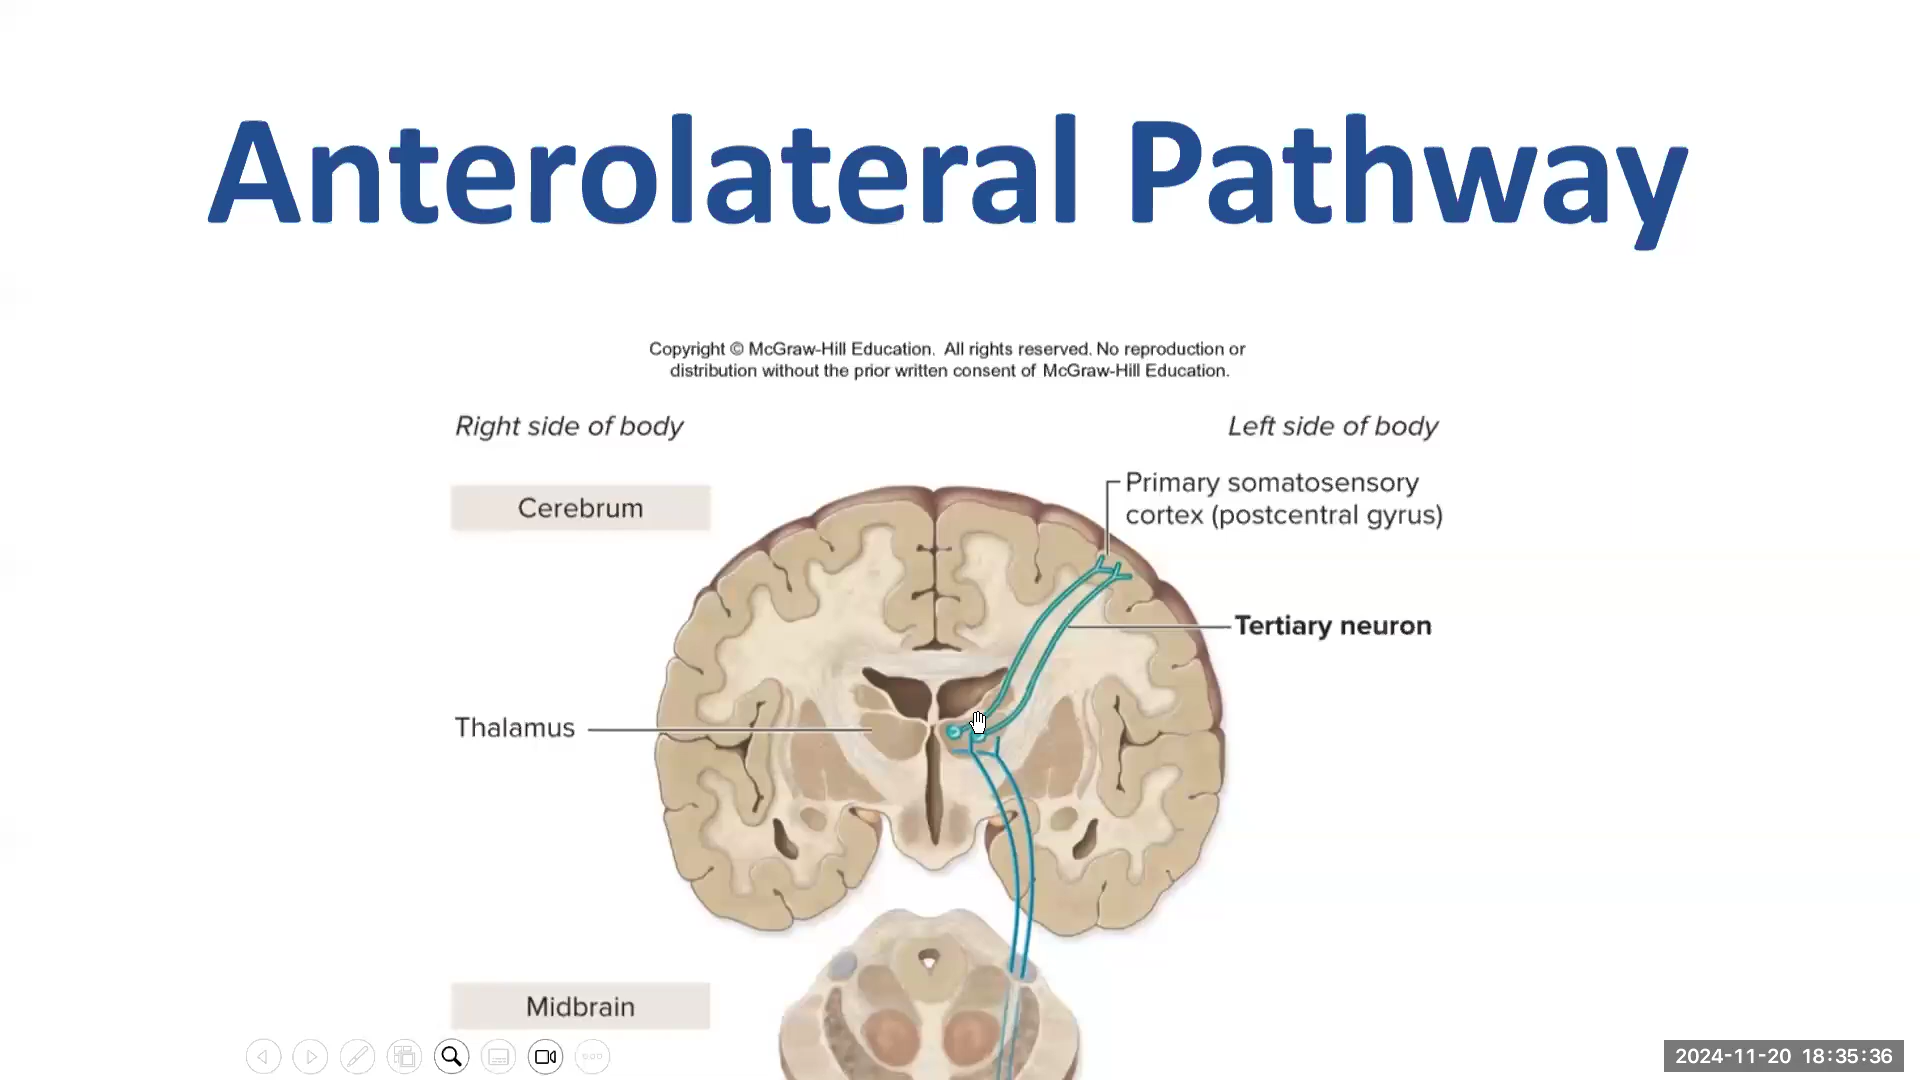 Anterolateral Pathway
Copyright © McGraw-Hill Education. All rights reserved. No reproduction or
distribution without the prior written consent of McGraw-Hill Education.
Right side of body
Left side of body
Cerebrum
Primary somatosensory
cortex (postcentral gyrus)
Tertiary neuron
Thalamus
Midbrain
2024-11-20 18:35:36